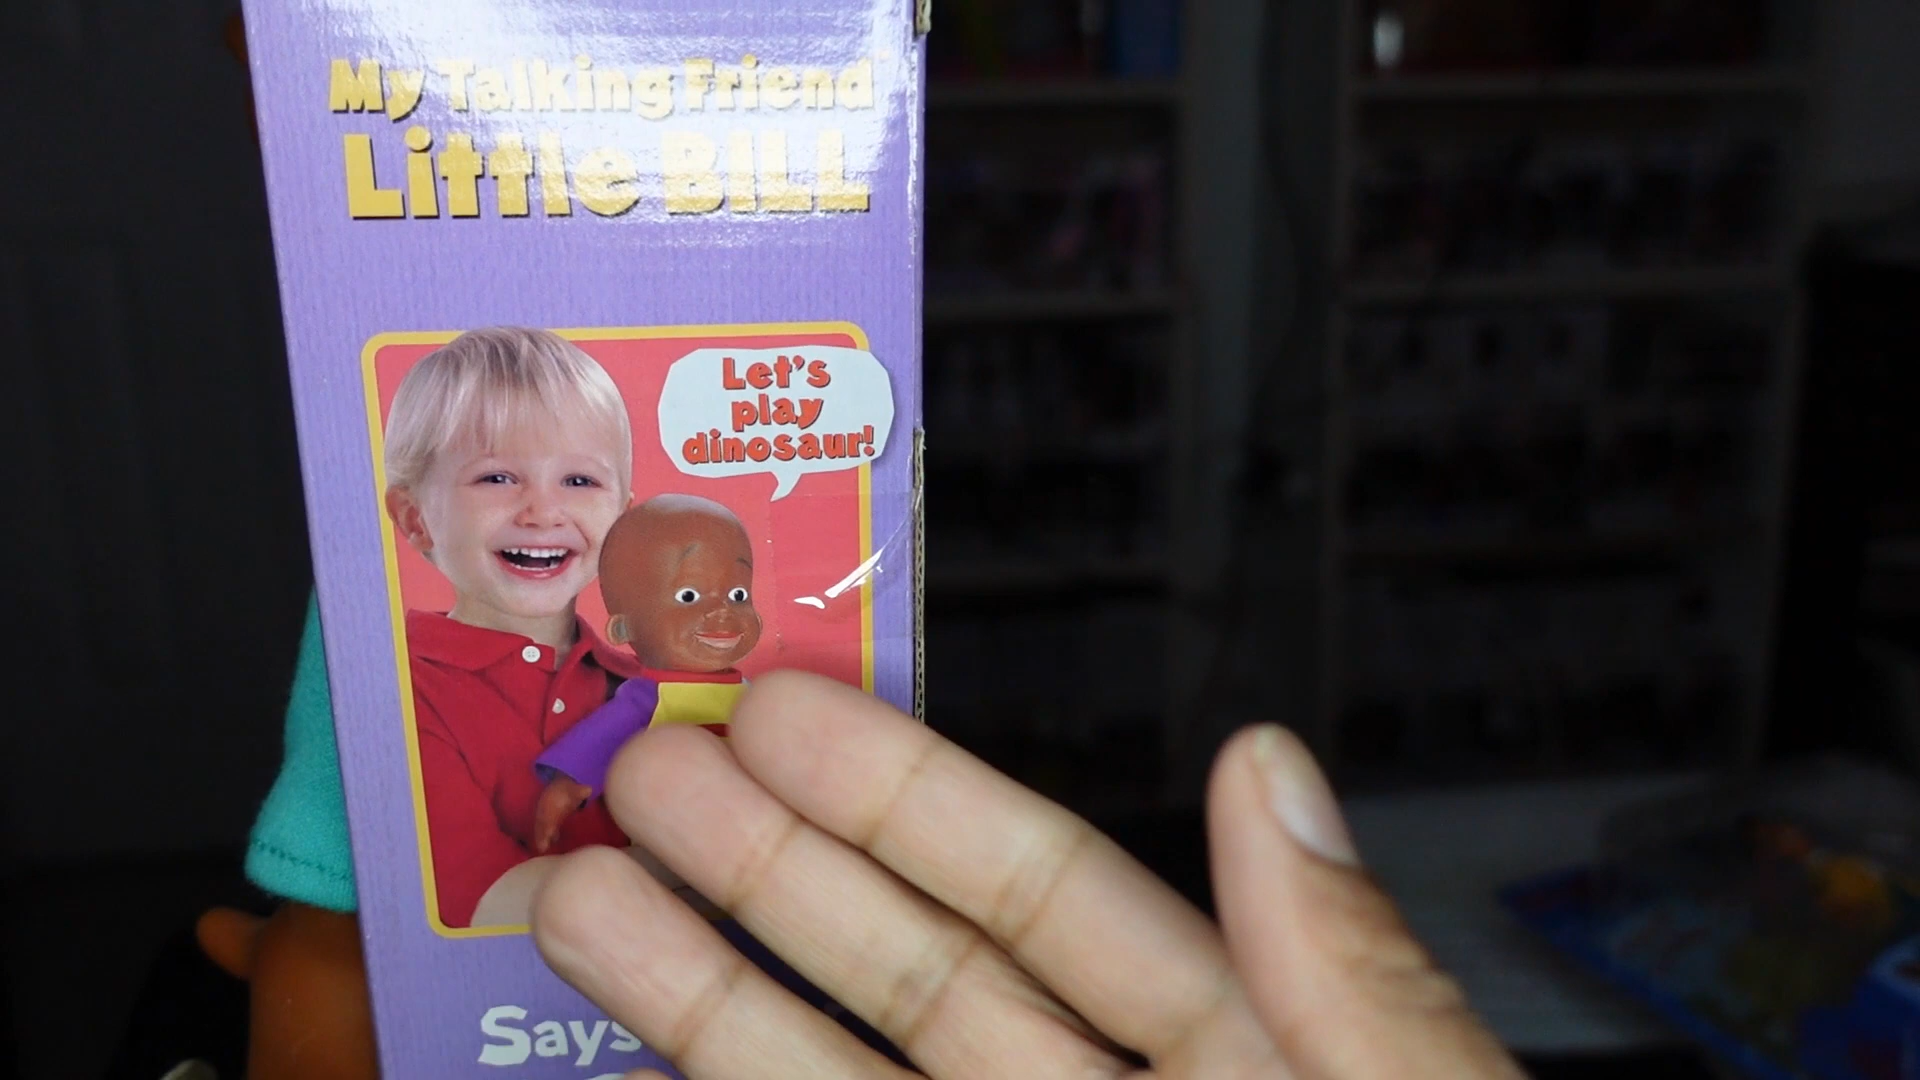 My Talking Friend
Little BILL
Let's
play
dinosaur!
Says